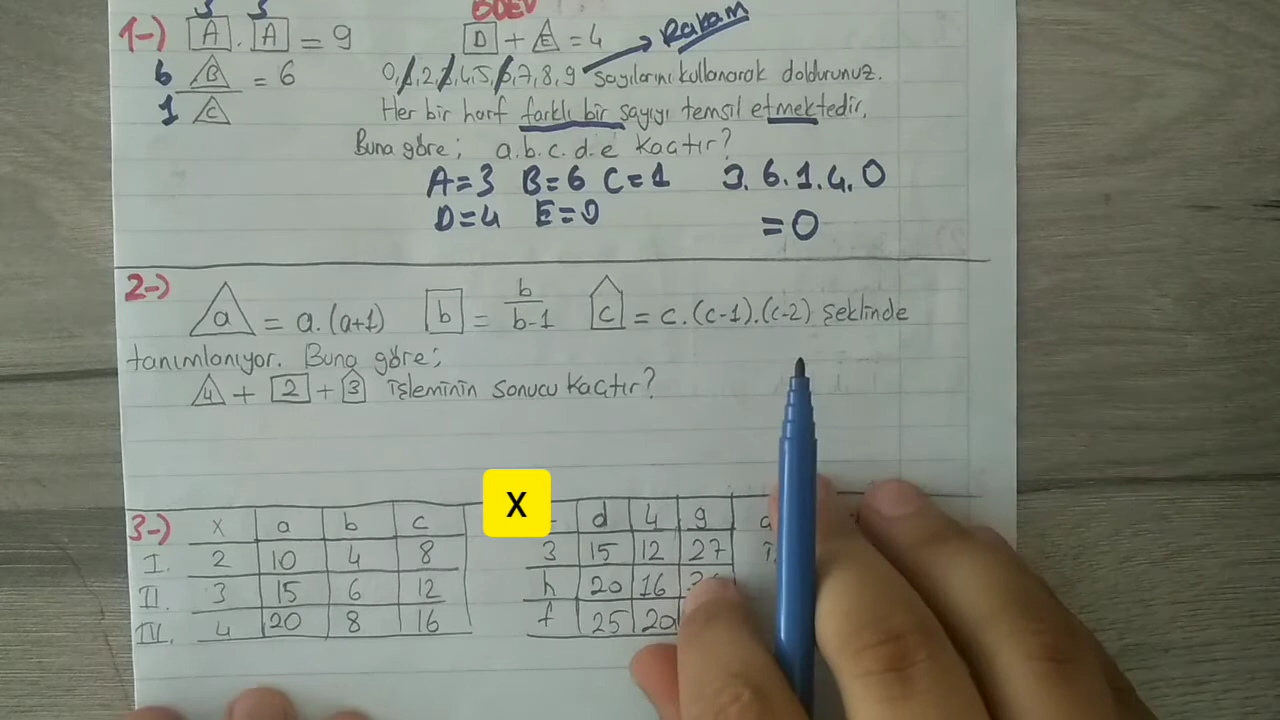 3 3 ÖDEV
1-) A . A = 9 D + E = 4 Rakam
6 B = 6 0,1,2,3,4,5,6,7,8,9 sayılarını kullanarak doldurunuz.
1 C Her bir harf farklı bir sayıyı temsil etmektedir.
Buna göre; a.b.c.d.e kaçtır?
A=3 B=6 C=1 3.6.1.4.0
D=4 E=0 =0
2-) a = a.(a+1) b = b/b-1 c = c.(c-1).(c-2) şeklinde
tanımlanıyor. Buna göre;
4 + 2 + 3 işleminin sonucu kaçtır?
3-) x a b c X d 4 g
I. 2 10 4 8 3 15 12 27
II. 3 15 6 12 h 20 16
IV. 4 20 8 16 f 25 20